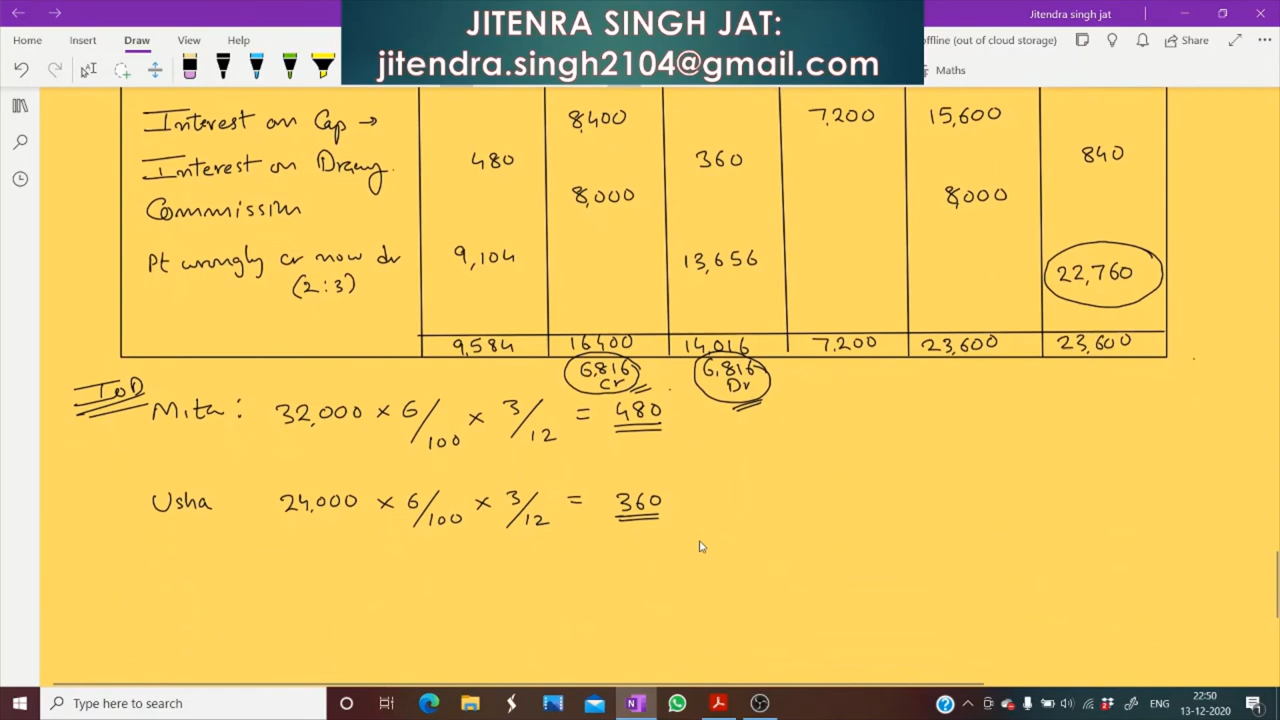 JITENRA SINGH JAT:
jitendra.singh2104@gmail.com
Jitendra singh jat
Home Insert Draw View Help
offline (out of cloud storage)
Share
Maths
Interest on Cap → 8,400 7,200 15,600
Interest on Drawg. 480 360 840
Commission 8,000 8,000
Pt wrongly cr now dr 9,104 13,656 22,760
(2:3)
9,584 16400 14,016 7,200 23,600 23,600
6,816 6,816
Cr Dr
IOD
Mita: 32,000 × 6/100 × 3/12 = 480
Usha 24,000 × 6/100 × 3/12 = 360
Type here to search
ENG
22:50
13-12-2020